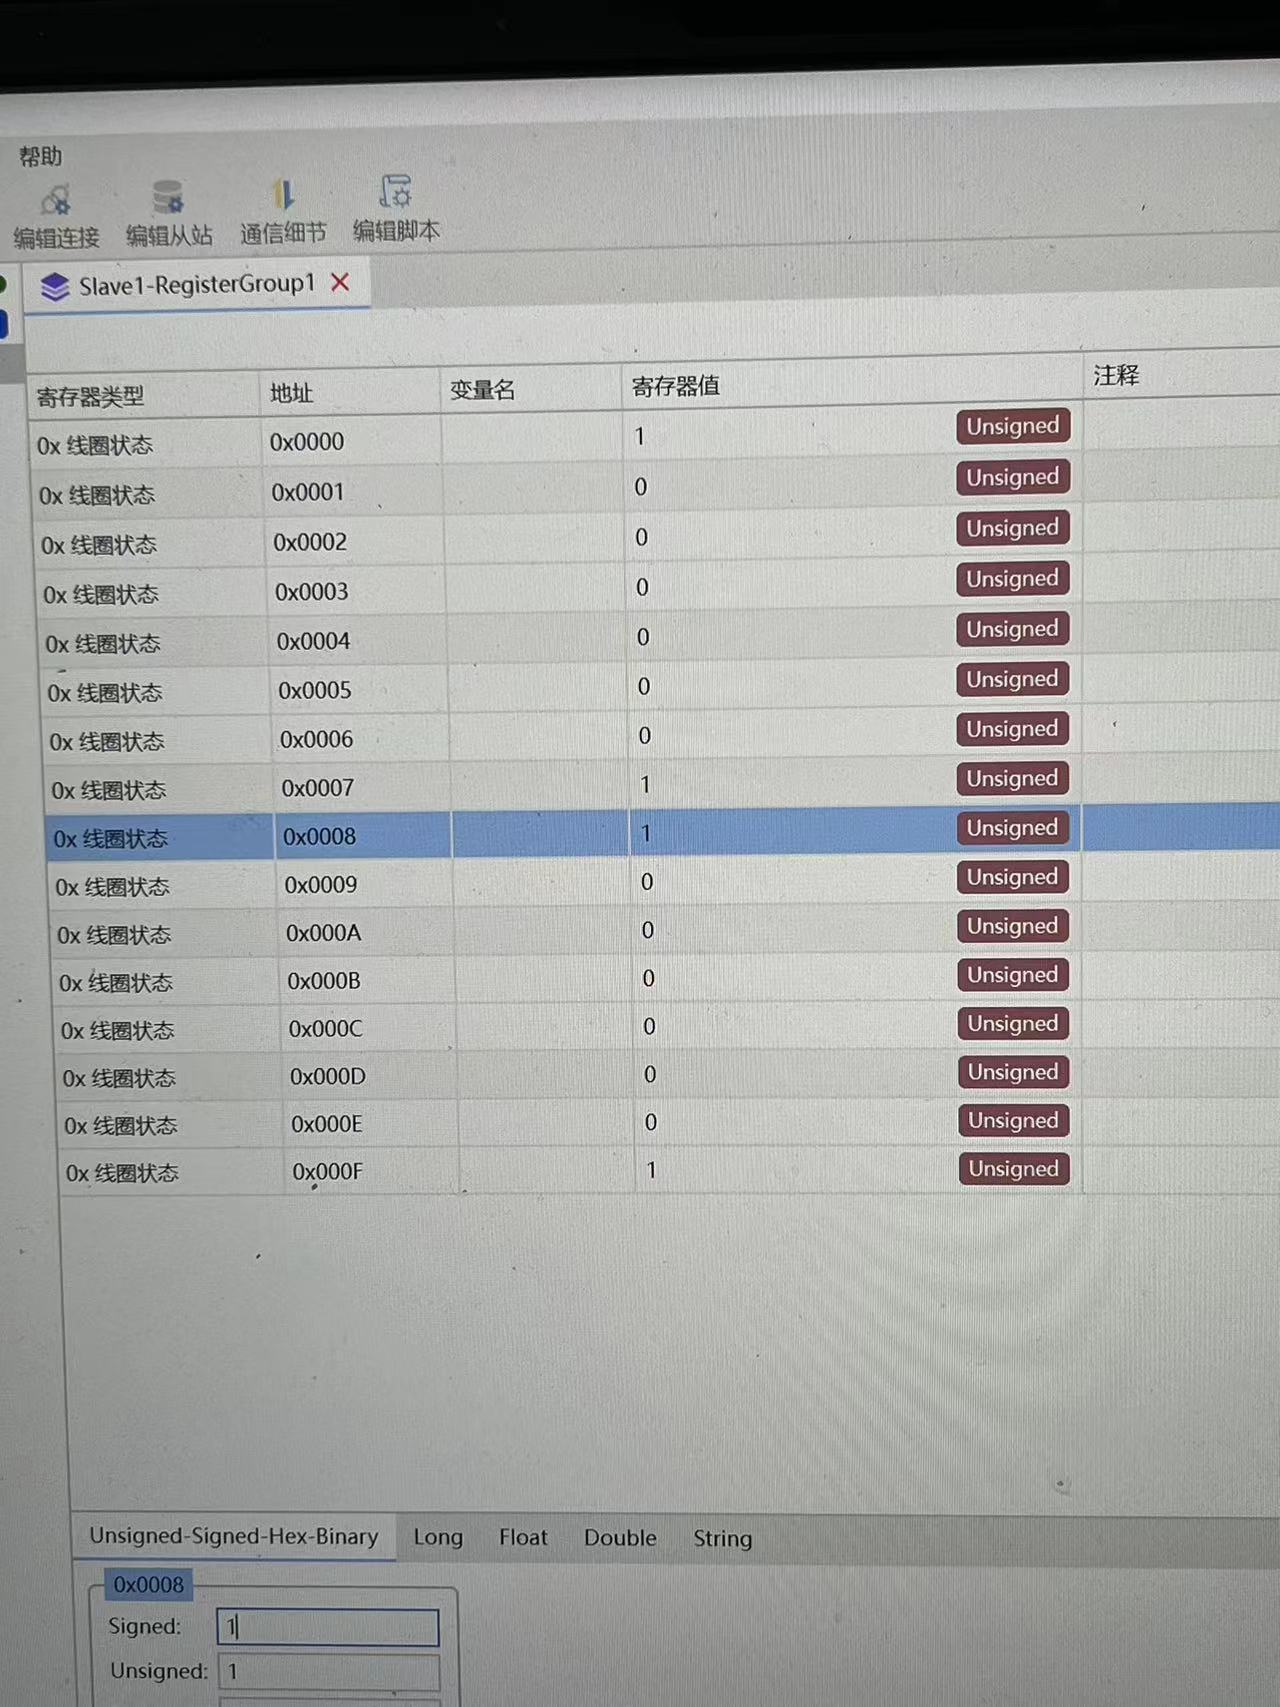 帮助
编辑连接 编辑从站 通信细节 编辑脚本
Slave1-RegisterGroup1
寄存器类型 地址 变量名 寄存器值 注释
0x 线圈状态 0x0000 1 Unsigned
0x 线圈状态 0x0001 0 Unsigned
0x 线圈状态 0x0002 0 Unsigned
0x 线圈状态 0x0003 0 Unsigned
0x 线圈状态 0x0004 0 Unsigned
0x 线圈状态 0x0005 0 Unsigned
0x 线圈状态 0x0006 0 Unsigned
0x 线圈状态 0x0007 1 Unsigned
0x 线圈状态 0x0008 1 Unsigned
0x 线圈状态 0x0009 0 Unsigned
0x 线圈状态 0x000A 0 Unsigned
0x 线圈状态 0x000B 0 Unsigned
0x 线圈状态 0x000C 0 Unsigned
0x 线圈状态 0x000D 0 Unsigned
0x 线圈状态 0x000E 0 Unsigned
0x 线圈状态 0x000F 1 Unsigned
Unsigned-Signed-Hex-Binary Long Float Double String
0x0008
Signed: 1
Unsigned: 1